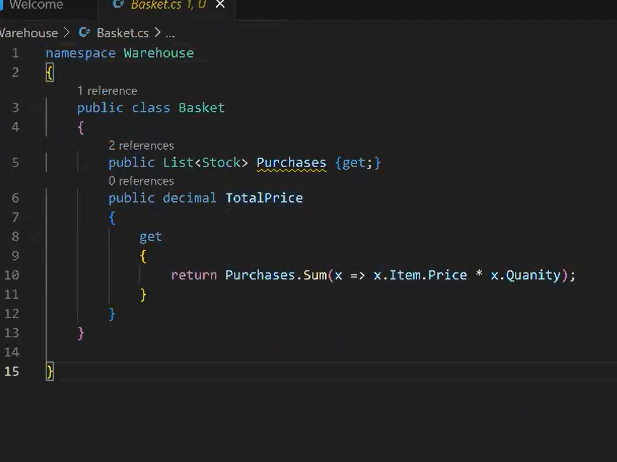 Welcome
Basket.cs 1, U
Warehouse > Basket.cs > ...
1 namespace Warehouse
2 {
1 reference
3 public class Basket
4 {
2 references
5 public List<Stock> Purchases {get;}
0 references
6 public decimal TotalPrice
7 {
8 get
9 {
10 return Purchases.Sum(x => x.Item.Price * x.Quanity);
11 }
12 }
13 }
14
15 }